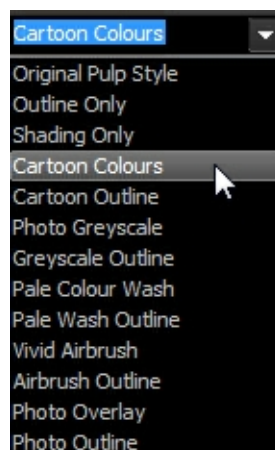 Cartoon Colours
Original Pulp Style
Outline Only
Shading Only
Cartoon Colours
Cartoon Outline
Photo Greyscale
Greyscale Outline
Pale Colour Wash
Pale Wash Outline
Vivid Airbrush
Airbrush Outline
Photo Overlay
Photo Outline